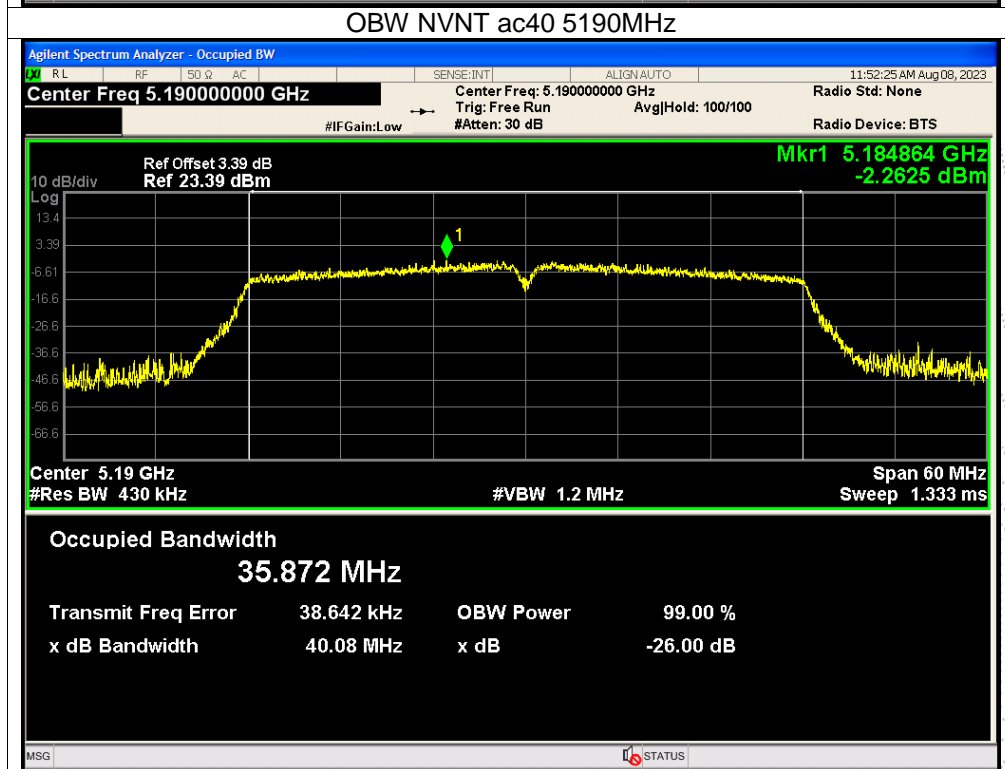 OBW NVNT ac40 5190MHz
Agilent Spectrum Analyzer - Occupied BW
LXI RL RF 50 Ω AC SENSE:INT ALIGN AUTO 11:52:25 AM Aug 08, 2023
Center Freq 5.190000000 GHz Center Freq: 5.190000000 GHz Radio Std: None
Trig: Free Run Avg|Hold: 100/100
#IFGain:Low #Atten: 30 dB Radio Device: BTS
Ref Offset 3.39 dB Mkr1 5.184864 GHz
10 dB/div Ref 23.39 dBm -2.2625 dBm
Log
13.4
1
3.39
-6.61
-16.6
-26.6
-36.6
-46.6
-56.6
-66.6
Center 5.19 GHz Span 60 MHz
#Res BW 430 kHz #VBW 1.2 MHz Sweep 1.333 ms
Occupied Bandwidth
35.872 MHz
Transmit Freq Error 38.642 kHz OBW Power 99.00 %
x dB Bandwidth 40.08 MHz x dB -26.00 dB
MSG STATUS